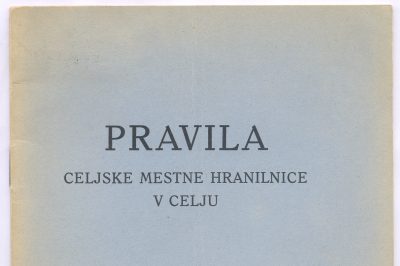 PRAVILA
CELJSKE MESTNE HRANILNICE
V CELJU